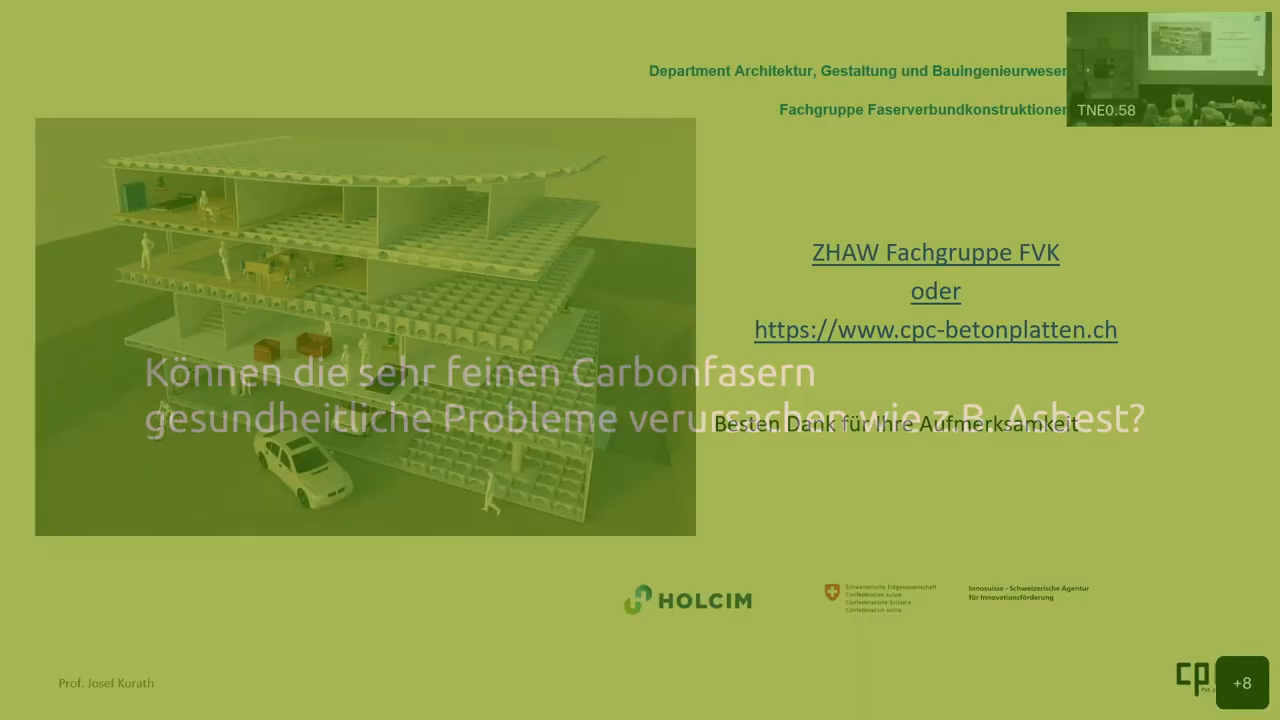 Department Architektur, Gestaltung und Bauingenieurwesen
TNE0.58
Fachgruppe Faserverbundkonstruktionen
ZHAW Fachgruppe FVK
oder
https://www.cpc-betonplatten.ch
Können die sehr feinen Carbonfasern
gesundheitliche Probleme verursachen wie z.B. Asbest?
Besten Dank für Ihre Aufmerksamkeit
HOLCIM
Schweizerische Eidgenossenschaft
Confédération suisse
Confederazione Svizzera
Confederaziun svizra
Innosuisse - Schweizerische Agentur
für Innovationsförderung
Prof. Josef Kurath
cp
+8